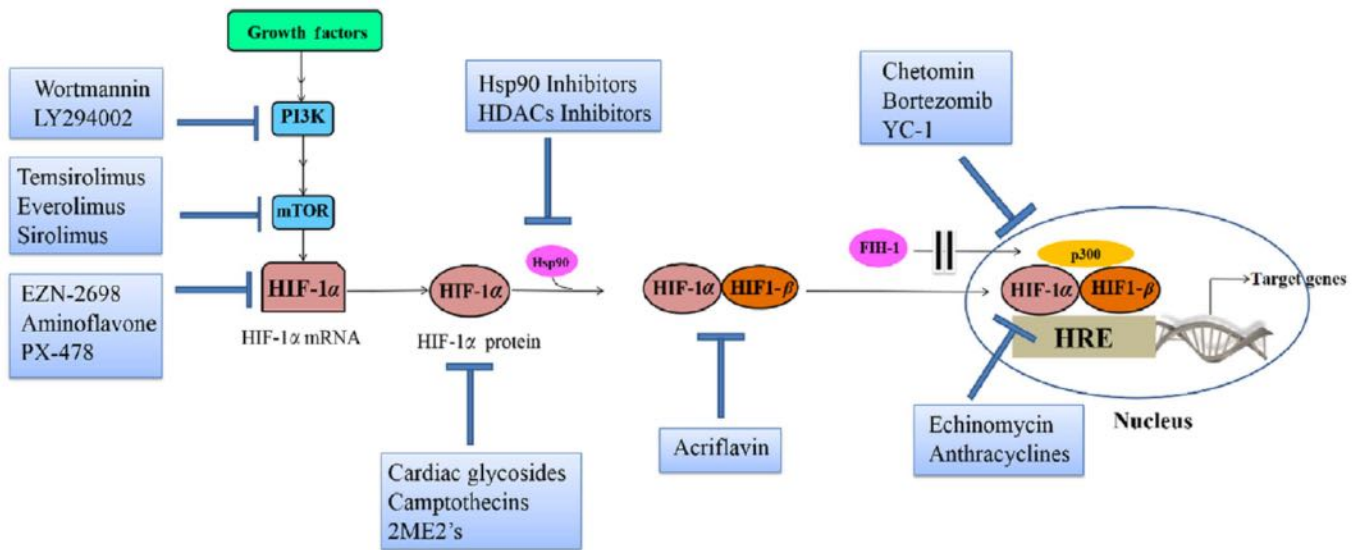 Growth factors
Wortmannin
LY294002
PI3K
Temsirolimus
Everolimus
Sirolimus
mTOR
EZN-2698
Aminoflavone
PX-478
HIF-1α
HIF-1α mRNA
Hsp90 Inhibitors
HDACs Inhibitors
Hsp90
HIF-1α
HIF-1α protein
Cardiac glycosides
Camptothecins
2ME2's
HIF-1α
HIF1-β
Acriflavin
Chetomin
Bortezomib
YC-1
FIH-1
p300
HIF-1α
HIF1-β
Target genes
HRE
Nucleus
Echinomycin
Anthracyclines